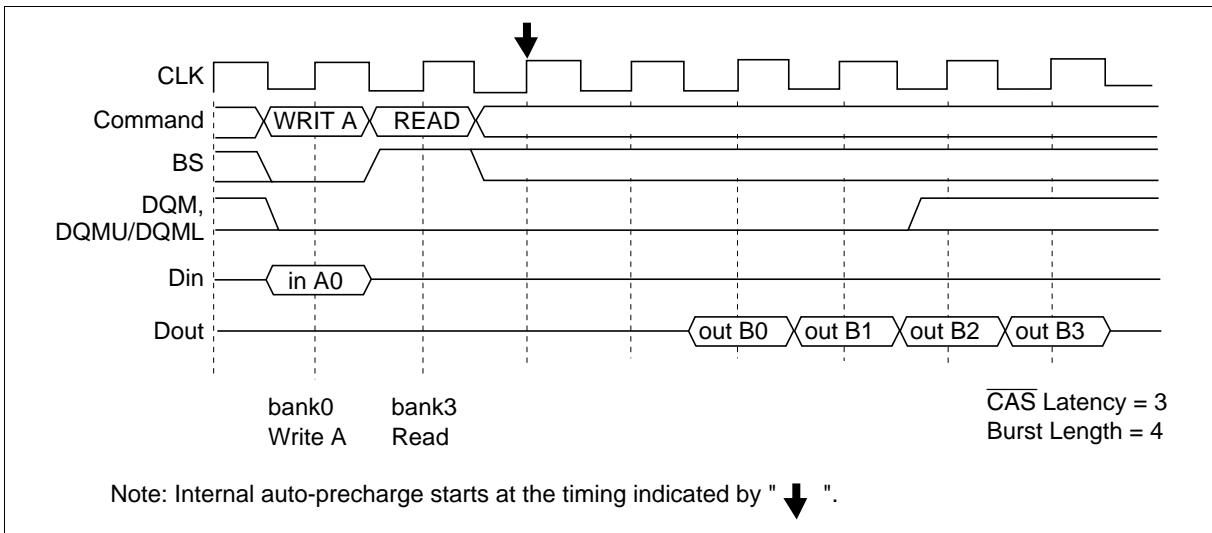 CLK
Command WRIT A READ
BS
DQM,
DQMU/DQML
Din in A0
Dout out B0 out B1 out B2 out B3
bank0 bank3 CAS Latency = 3
Write A Read Burst Length = 4
Note: Internal auto-precharge starts at the timing indicated by " ".